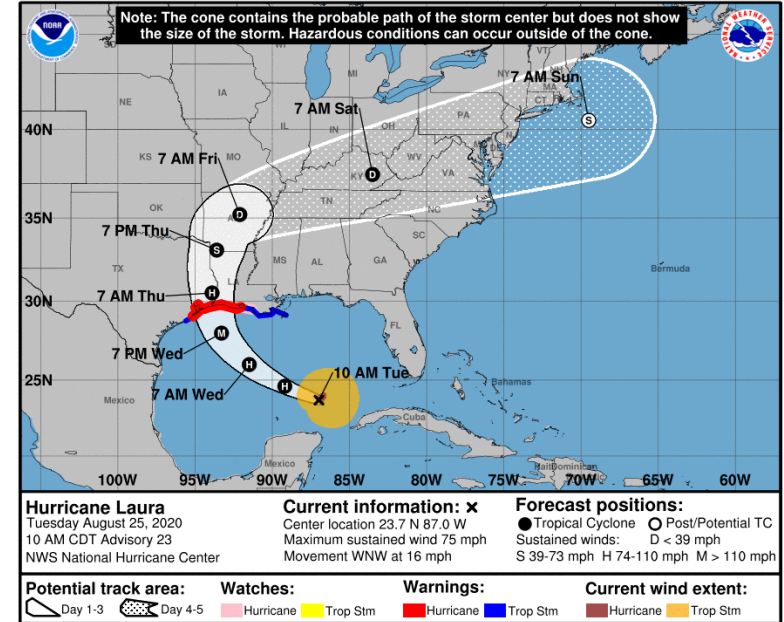 Note: The cone contains the probable path of the storm center but does not show
the size of the storm. Hazardous conditions can occur outside of the cone.
NOAA
7 AM Sun
7 AM Sat
7 AM Fri
7 PM Thu
7 AM Thu
7 PM Wed
7 AM Wed
10 AM Tue
40N
35N
30N
25N
NE
IA
IL
IN
OH
PA
NY
VT
MA
CT
MI
KS
MO
KY
WV
VA
OK
TN
NC
SC
TX
LA
MS
AL
GA
FL
Bermuda
Bahamas
Cuba
Mexico
Mexico
S
D
D
S
H
M
H
H
100W
95W
90W
85W
80W
75W
70W
65W
60W
Hurricane Laura
Tuesday August 25, 2020
10 AM CDT Advisory 23
NWS National Hurricane Center
Current information: ×
Center location 23.7 N 87.0 W
Maximum sustained wind 75 mph
Movement WNW at 16 mph
Forecast positions:
Tropical Cyclone Post/Potential TC
Sustained winds: D < 39 mph
S 39-73 mph H 74-110 mph M > 110 mph
Potential track area:
Day 1-3 Day 4-5
Watches:
Hurricane Trop Stm
Warnings:
Hurricane Trop Stm
Current wind extent:
Hurricane Trop Stm